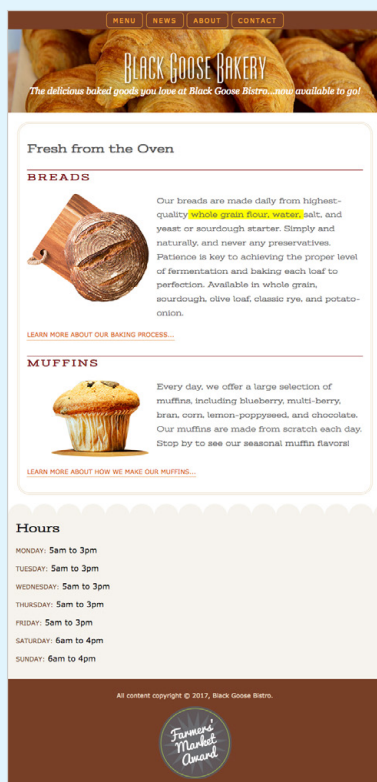 MENU NEWS ABOUT CONTACT
BLACK GOOSE BAKERY
The delicious baked goods you love at Black Goose Bistro...now available to go!
Fresh from the Oven
BREADS
Our breads are made daily from highest-
quality whole grain flour, water, salt, and
yeast or sourdough starter. Simply and
naturally, and never any preservatives.
Patience is key to achieving the proper level
of fermentation and baking each loaf to
perfection. Available in whole grain,
sourdough, olive loaf, classic rye, and potato-
onion.
LEARN MORE ABOUT OUR BAKING PROCESS...
MUFFINS
Every day, we offer a large selection of
muffins, including blueberry, multi-berry,
bran, corn, lemon-poppyseed, and chocolate.
Our muffins are made from scratch each day.
Stop by to see our seasonal muffin flavors!
LEARN MORE ABOUT HOW WE MAKE OUR MUFFINS...
Hours
MONDAY: 5am to 3pm
TUESDAY: 5am to 3pm
WEDNESDAY: 5am to 3pm
THURSDAY: 5am to 3pm
FRIDAY: 5am to 3pm
SATURDAY: 6am to 4pm
SUNDAY: 6am to 4pm
All content copyright © 2017, Black Goose Bistro.
Farmers'
Market
Award